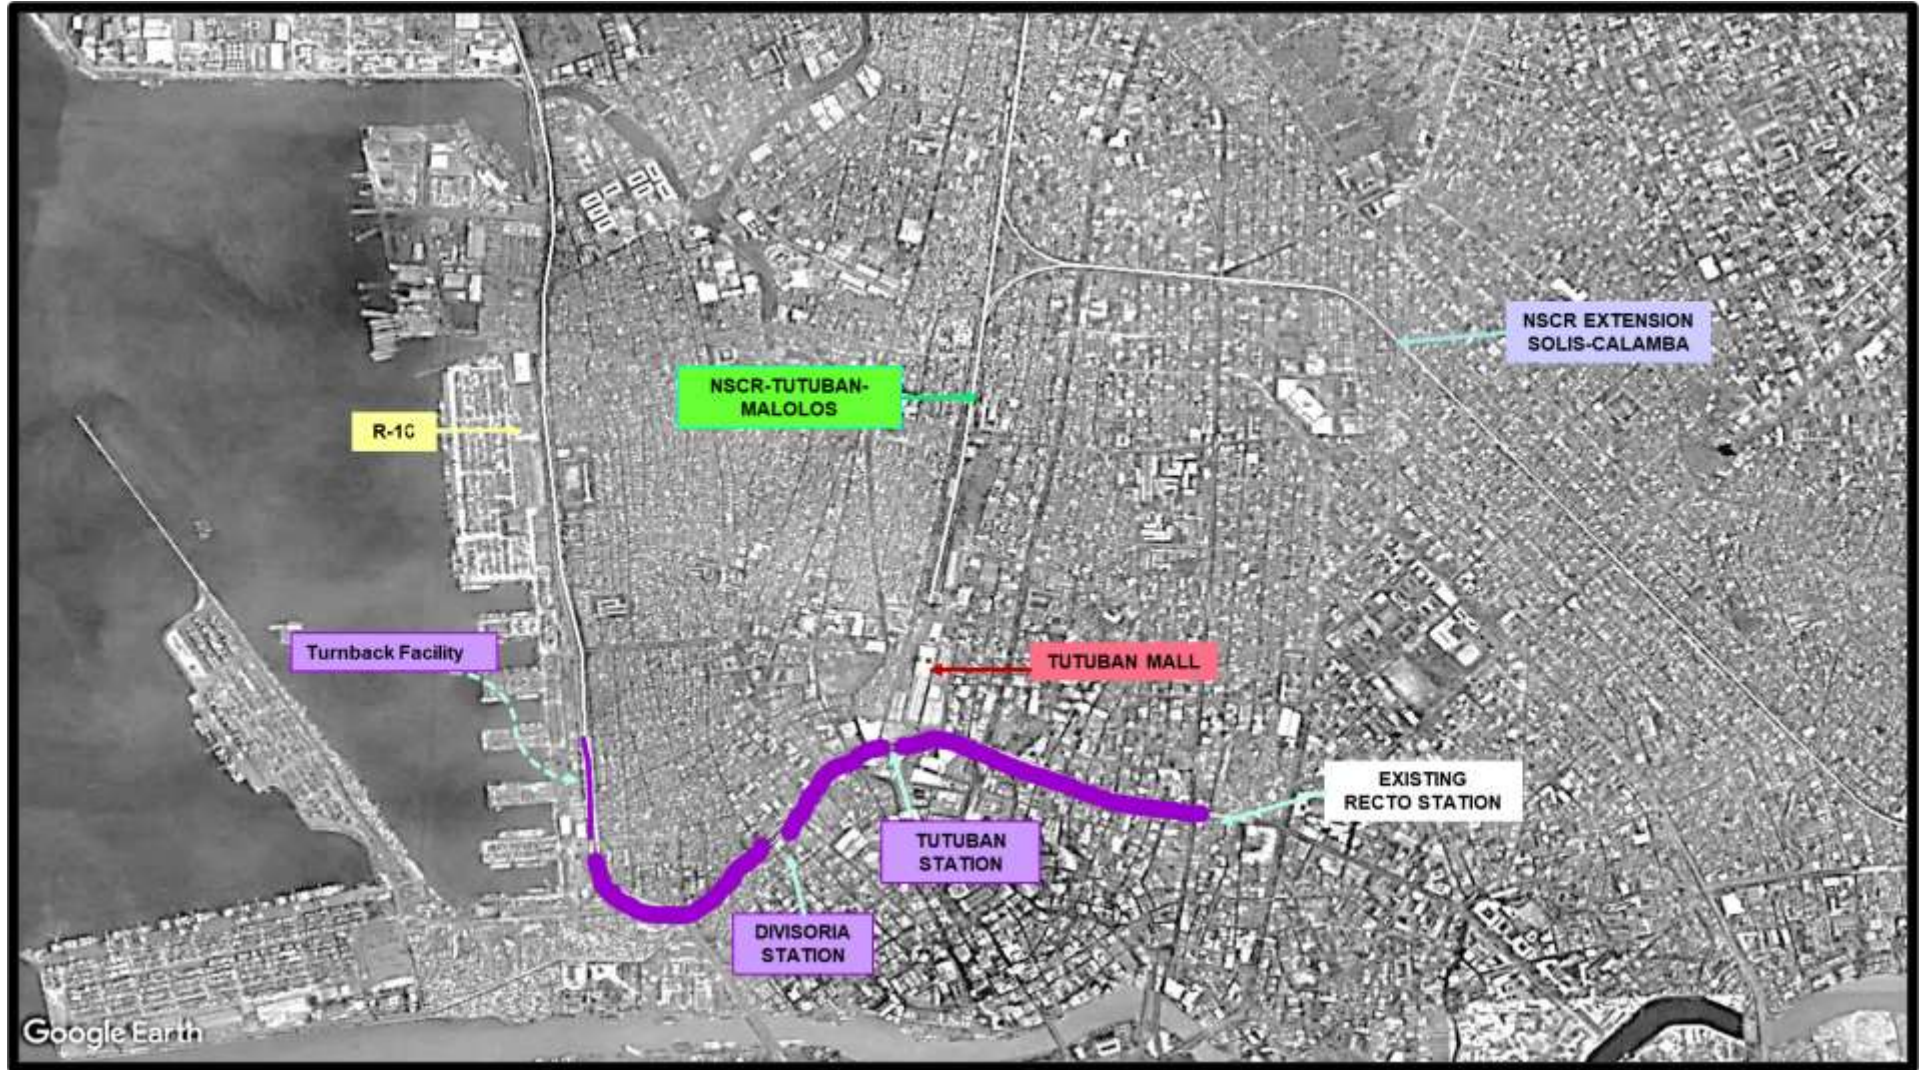 NSCR EXTENSION
SOLIS-CALAMBA
NSCR-TUTUBAN-
MALOLOS
R-10
Turnback Facility
TUTUBAN MALL
EXISTING
RECTO STATION
TUTUBAN
STATION
DIVISORIA
STATION
Google Earth